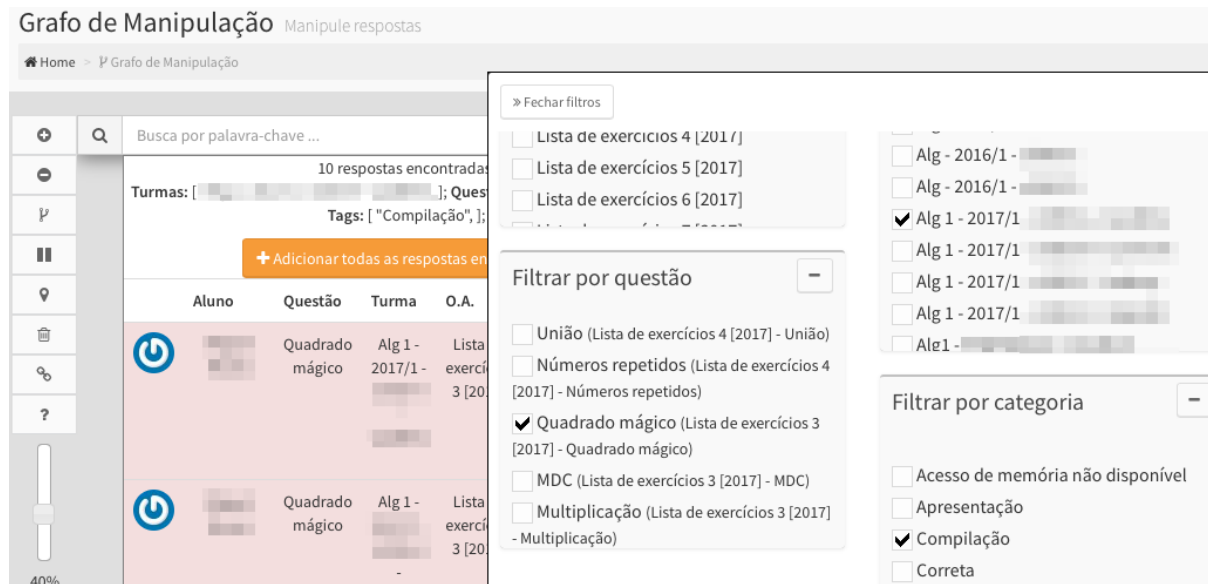 Grafo de Manipulação Manipule respostas
Home > Grafo de Manipulação
Busca por palavra-chave ...
10 respostas encontradas
Turmas: [ ]; Ques
Tags: [ "Compilação", ];
+ Adicionar todas as respostas en
Aluno Questão Turma O.A.
Quadrado Alg 1 - Lista
mágico 2017/1 - exercí
3 [20
Quadrado Alg 1 - Lista
mágico exercí
3 [20
-
?
40%
» Fechar filtros
Lista de exercícios 4 [2017]
Lista de exercícios 5 [2017]
Lista de exercícios 6 [2017]
Filtrar por questão
União (Lista de exercícios 4 [2017] - União)
Números repetidos (Lista de exercícios 4
[2017] - Números repetidos)
Quadrado mágico (Lista de exercícios 3
[2017] - Quadrado mágico)
MDC (Lista de exercícios 3 [2017] - MDC)
Multiplicação (Lista de exercícios 3 [2017]
- Multiplicação)
Alg - 2016/1 -
Alg - 2016/1 -
Alg 1 - 2017/1
Alg 1 - 2017/1
Alg 1 - 2017/1
Alg 1 - 2017/1
Alg1 -
Filtrar por categoria
Acesso de memória não disponível
Apresentação
Compilação
Correta